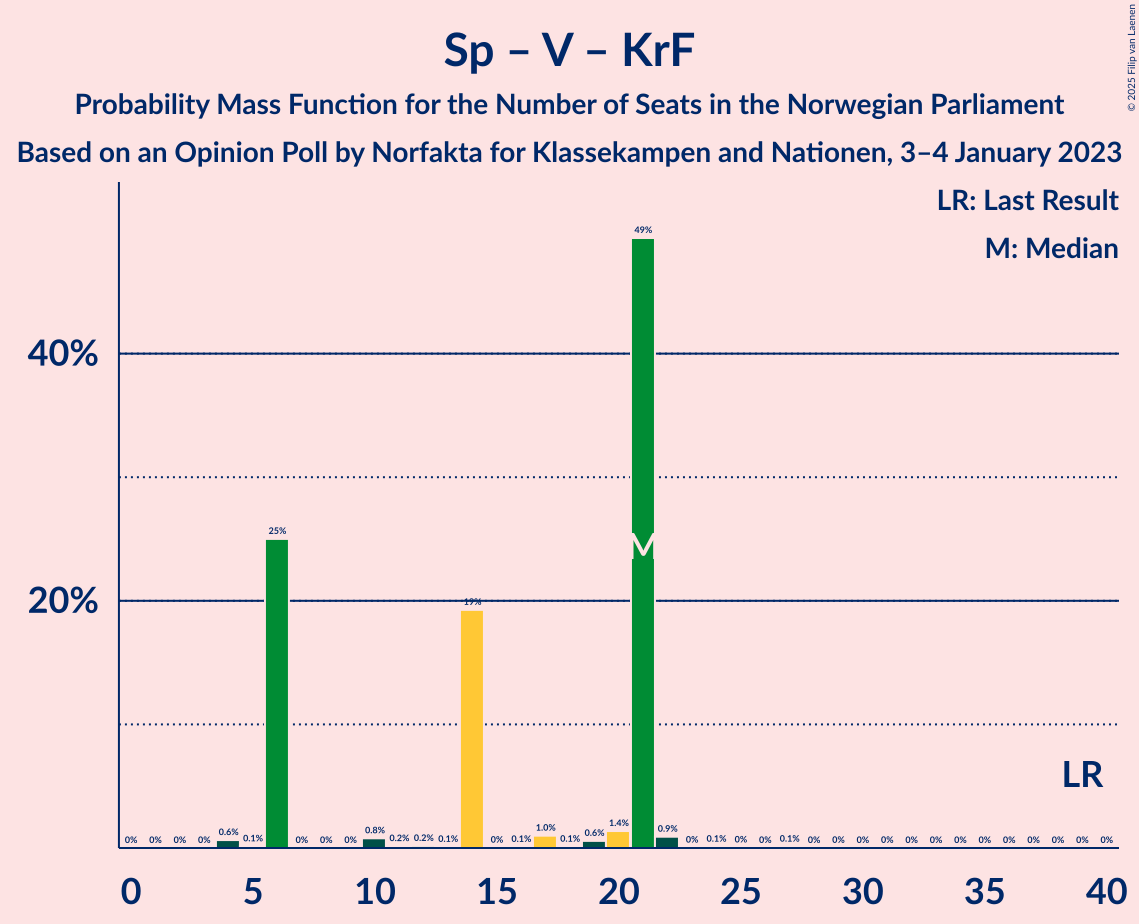 Sp – V – KrF
Probability Mass Function for the Number of Seats in the Norwegian Parliament
Based on an Opinion Poll by Norfakta for Klassekampen and Nationen, 3–4 January 2023
© 2025 Filip van Laenen
LR: Last Result
M: Median
49%
40%
25%
20%
19%
M
LR
0% 0% 0% 0% 0.6% 0.1% 0% 0% 0% 0.8% 0.2% 0.2% 0.1% 0% 0.1% 1.0% 0.1% 0.6% 1.4% 0.9% 0% 0.1% 0% 0% 0.1% 0% 0% 0% 0% 0% 0% 0% 0% 0% 0% 0% 0% 0%
0 5 10 15 20 25 30 35 40